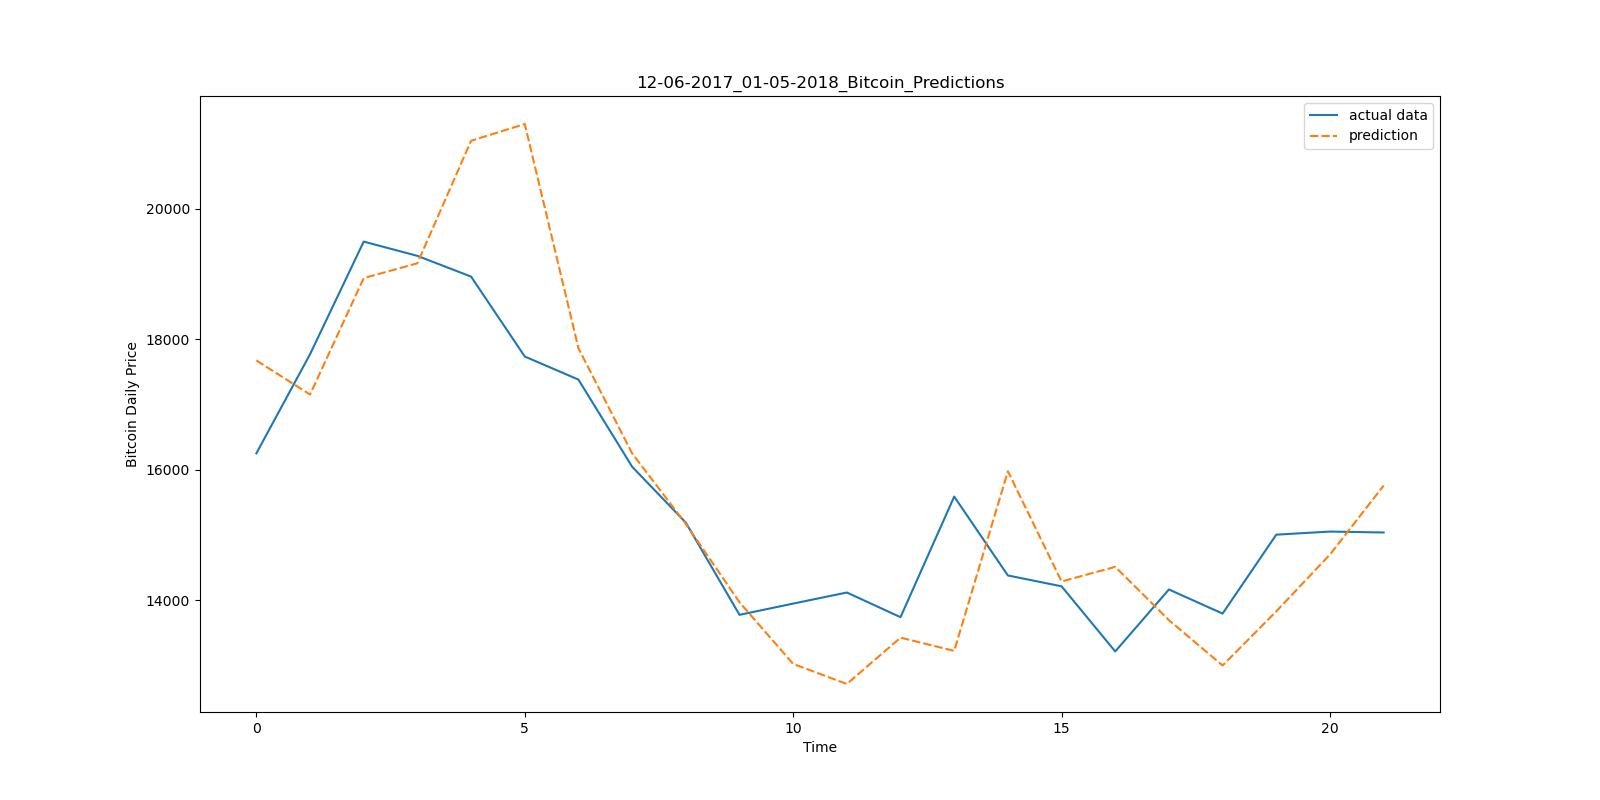 12-06-2017_01-05-2018_Bitcoin_Predictions
actual data
prediction
Bitcoin Daily Price
20000
18000
16000
14000
0 5 10 15 20
Time